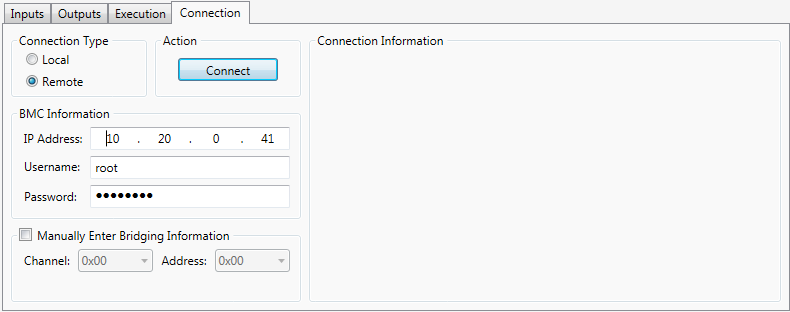 Inputs Outputs Execution Connection
Connection Type
Local
Remote
Action
Connect
BMC Information
IP Address: 10 . 20 . 0 . 41
Username: root
Password: ●●●●●●●●
Manually Enter Bridging Information
Channel: 0x00 Address: 0x00
Connection Information